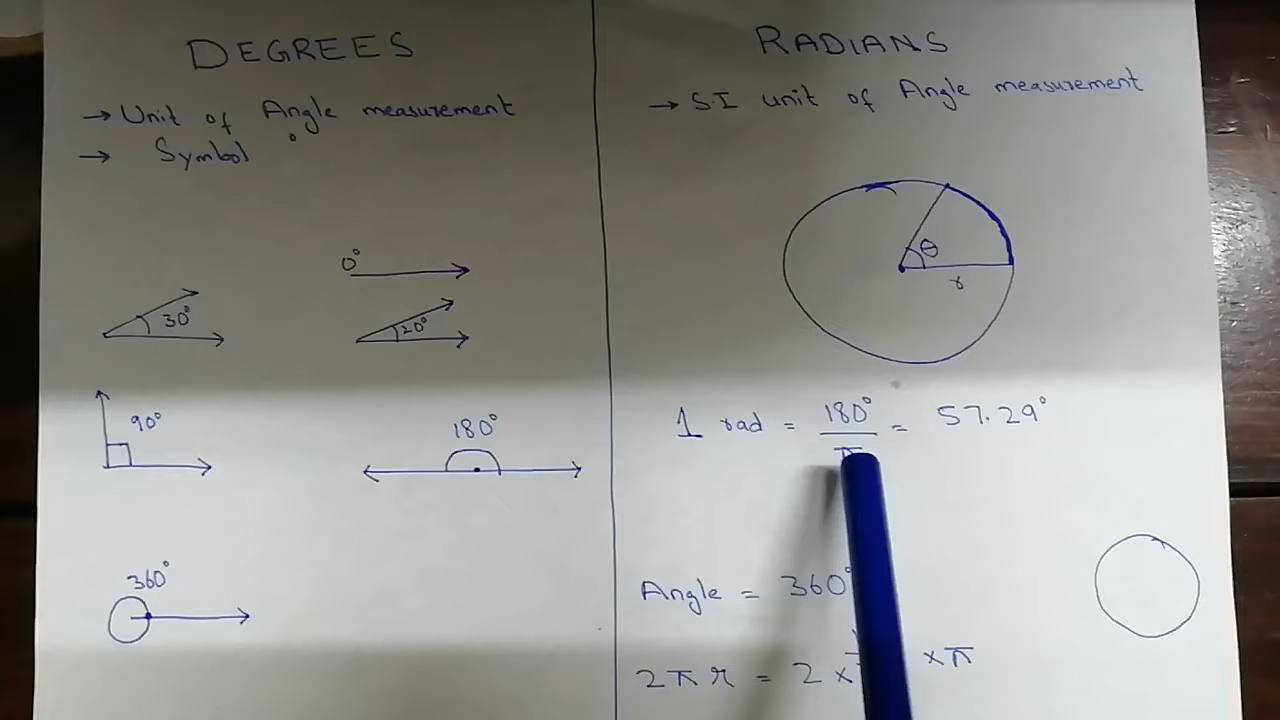 DEGREES
→ Unit of Angle measurement
→ Symbol °
0°
30°
20°
90°
180°
360°
RADIANS
→ S.I unit of Angle measurement
θ
r
1 rad = 180°/π = 57.29°
Angle = 360°
2πr = 2 × × π